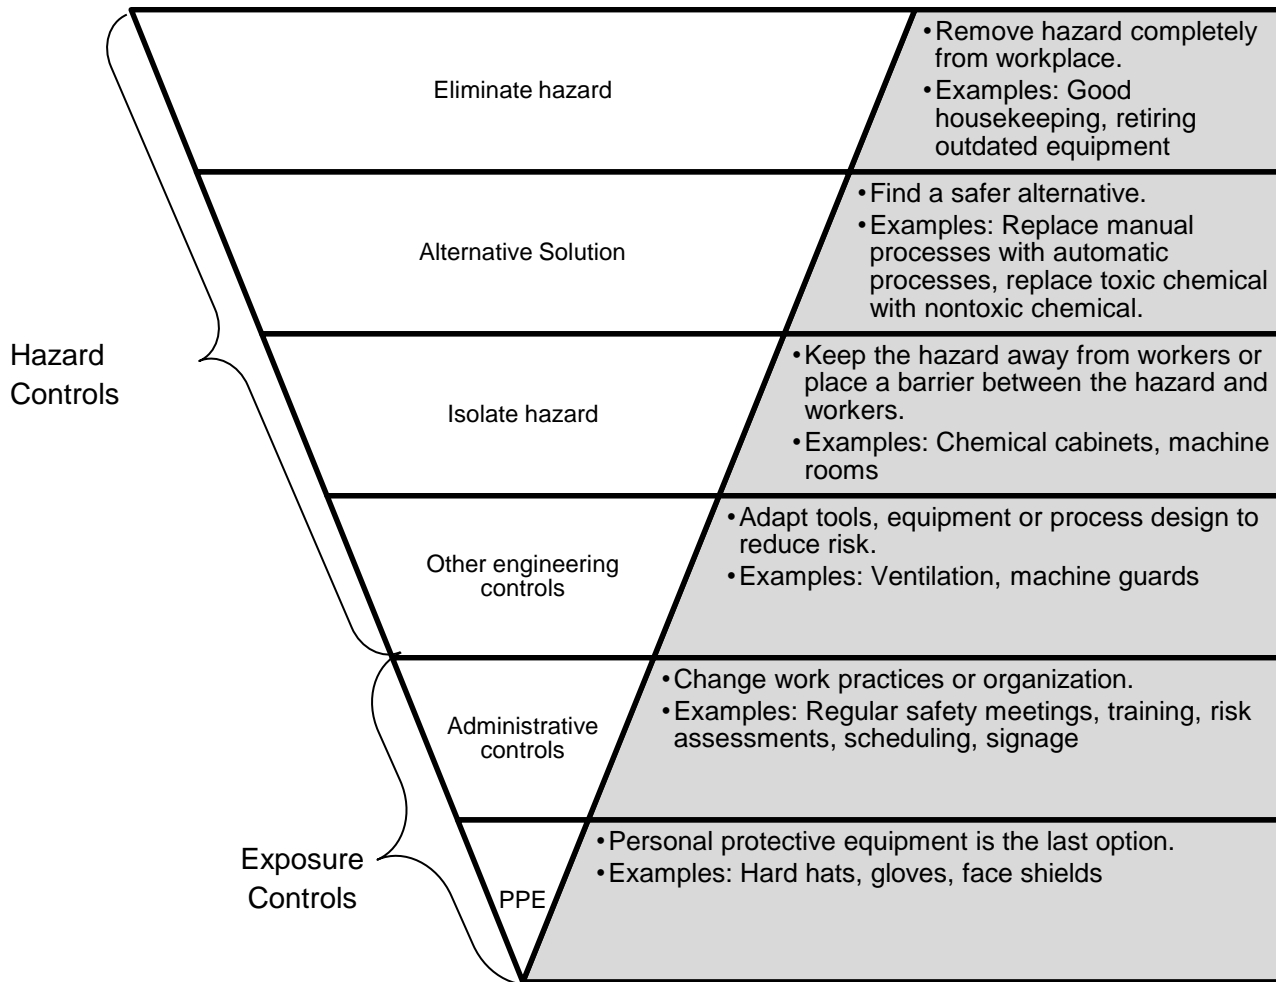 Eliminate hazard
•Remove hazard completely
from workplace.
•Examples: Good
housekeeping, retiring
outdated equipment
Alternative Solution
•Find a safer alternative.
•Examples: Replace manual
processes with automatic
processes, replace toxic chemical
with nontoxic chemical.
Hazard
Controls
Isolate hazard
•Keep the hazard away from workers or
place a barrier between the hazard and
workers.
•Examples: Chemical cabinets, machine
rooms
Other engineering
controls
•Adapt tools, equipment or process design to
reduce risk.
•Examples: Ventilation, machine guards
Administrative
controls
•Change work practices or organization.
•Examples: Regular safety meetings, training, risk
assessments, scheduling, signage
Exposure
Controls
PPE
•Personal protective equipment is the last option.
•Examples: Hard hats, gloves, face shields